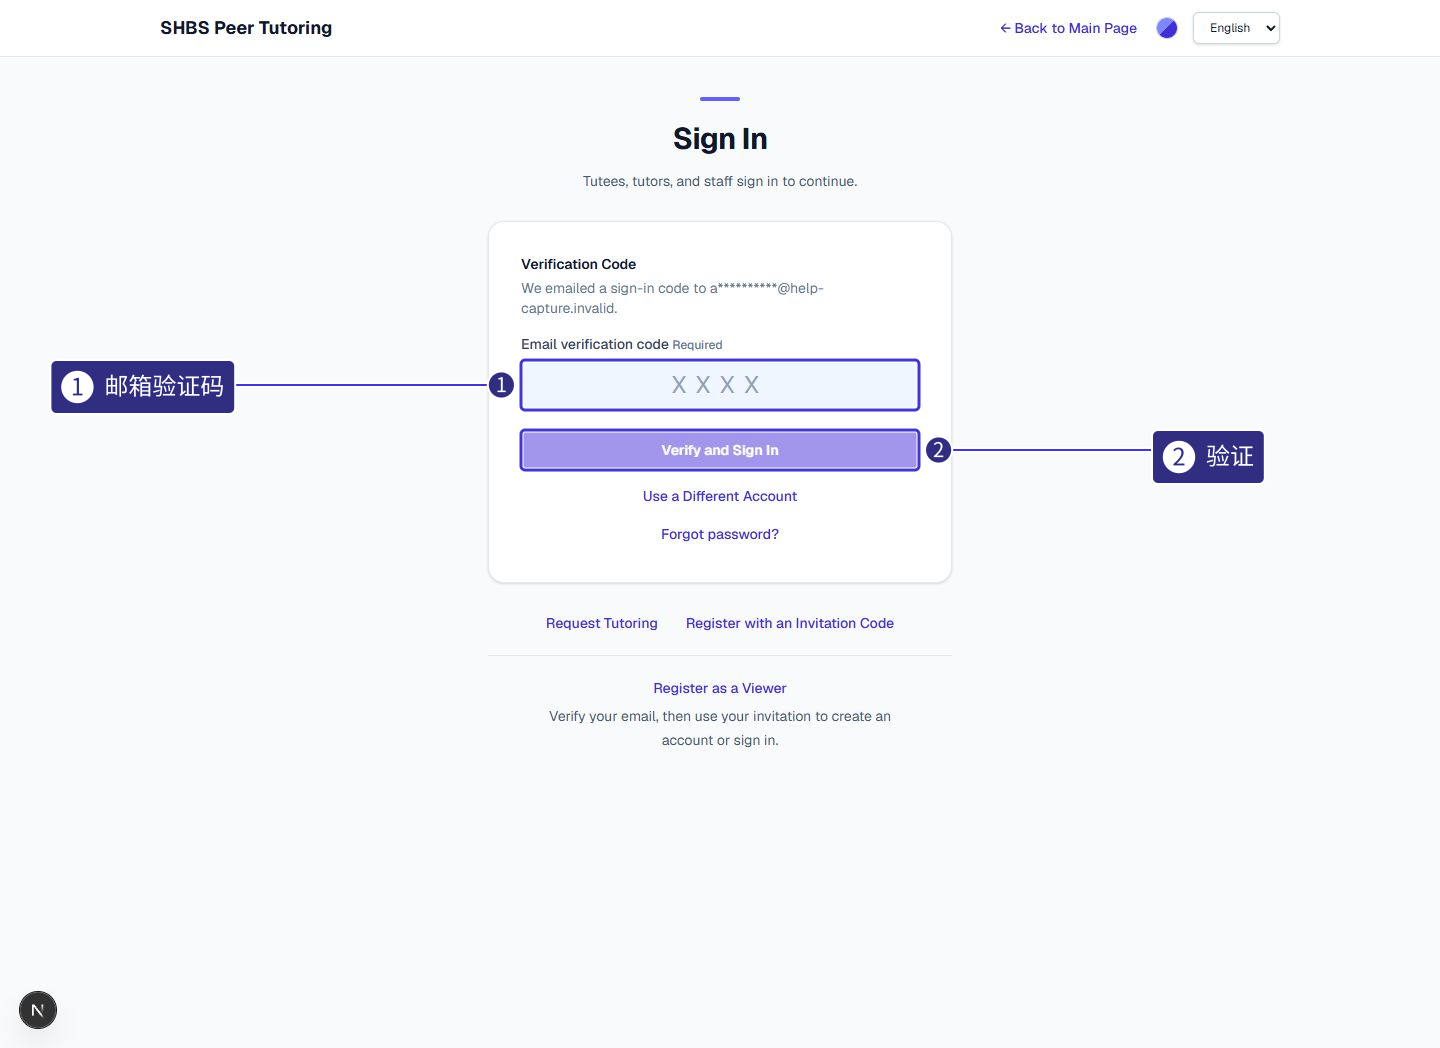 SHBS Peer Tutoring
← Back to Main Page
English
Sign In
Tutees, tutors, and staff sign in to continue.
Verification Code
We emailed a sign-in code to a**********@help-
capture.invalid.
Email verification code Required
1 邮箱验证码
1
X X X X
Verify and Sign In
2
2 验证
Use a Different Account
Forgot password?
Request Tutoring
Register with an Invitation Code
Register as a Viewer
Verify your email, then use your invitation to create an
account or sign in.
N